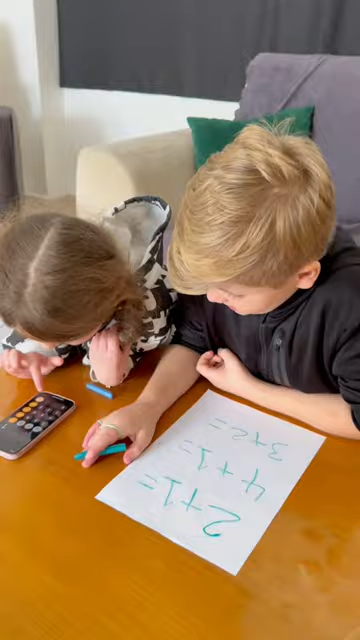 2+1=
4+1=
3+2=